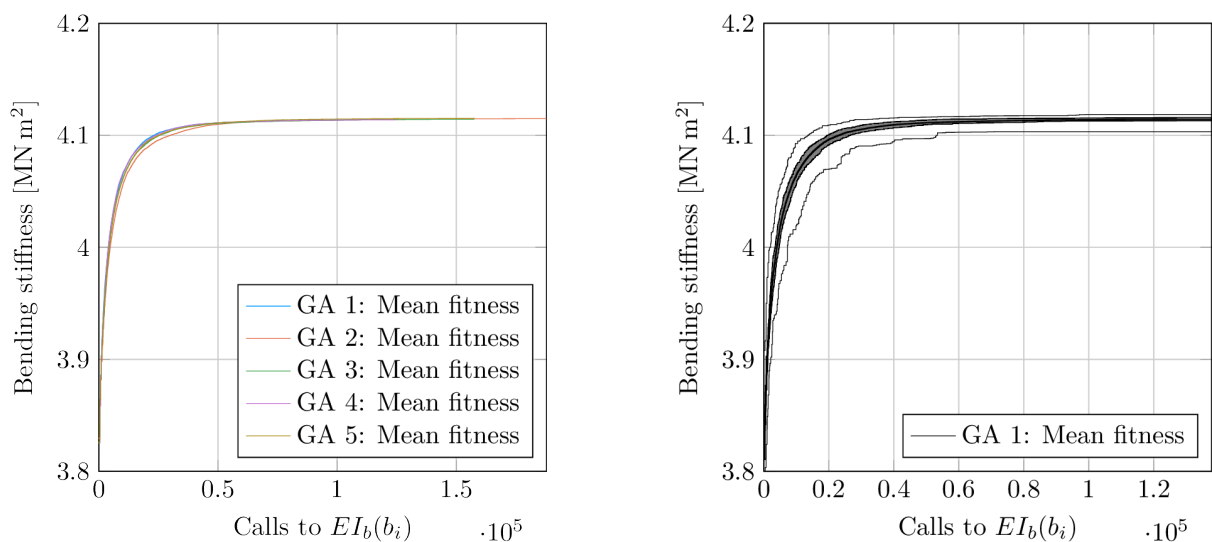 4.2
4.1
4
3.9
3.8
Bending stiffness [MN m²]
GA 1: Mean fitness
GA 2: Mean fitness
GA 3: Mean fitness
GA 4: Mean fitness
GA 5: Mean fitness
0 0.5 1 1.5
Calls to EI_b(b_i)
·10⁵
4.2
4.1
4
3.9
3.8
Bending stiffness [MN m²]
GA 1: Mean fitness
0 0.2 0.4 0.6 0.8 1 1.2
Calls to EI_b(b_i)
·10⁵